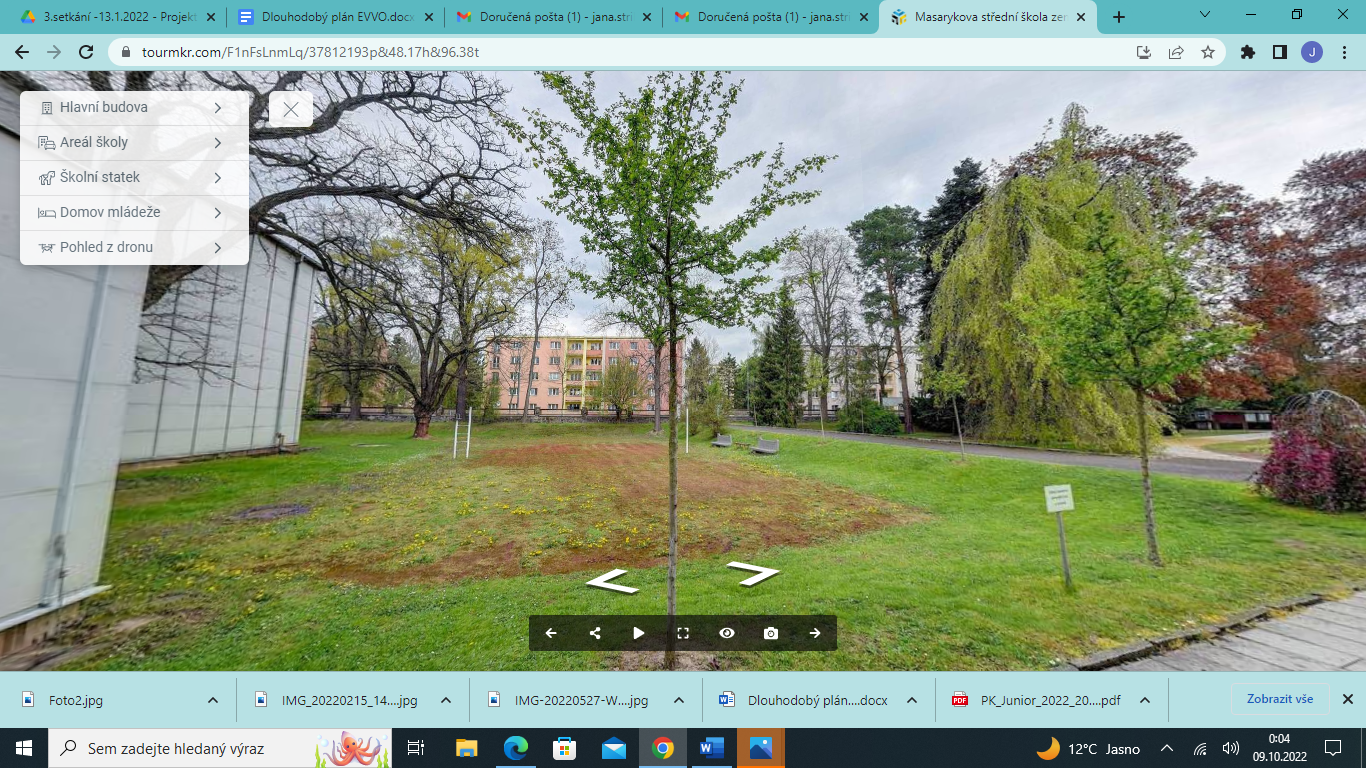 3.setkání -13.1.2022 - Projekt
Dlouhodobý plán EVVO.docx
Doručená pošta (1) - jana.stri
Doručená pošta (1) - jana.stri
Masarykova střední škola zem
tourmkr.com/F1nFsLnmLq/37812193p&48.17h&96.38t
J
Hlavní budova
Areál školy
Školní statek
Domov mládeže
Pohled z dronu
Foto2.jpg
IMG_20220215_14....jpg
IMG-20220527-W....jpg
Dlouhodobý plán....docx
PDF
PK_Junior_2022_20....pdf
Zobrazit vše
Sem zadejte hledaný výraz
12°C Jasno
0:04
09.10.2022